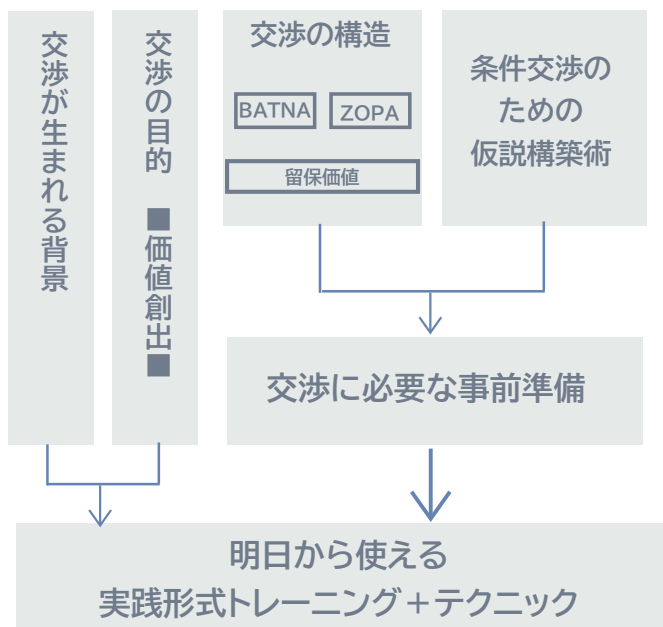 交渉が生まれる背景
交渉の目的　■価値創出■
交渉の構造
BATNA
ZOPA
留保価値
条件交渉の
ための
仮説構築術
交渉に必要な事前準備
明日から使える
実践形式トレーニング＋テクニック